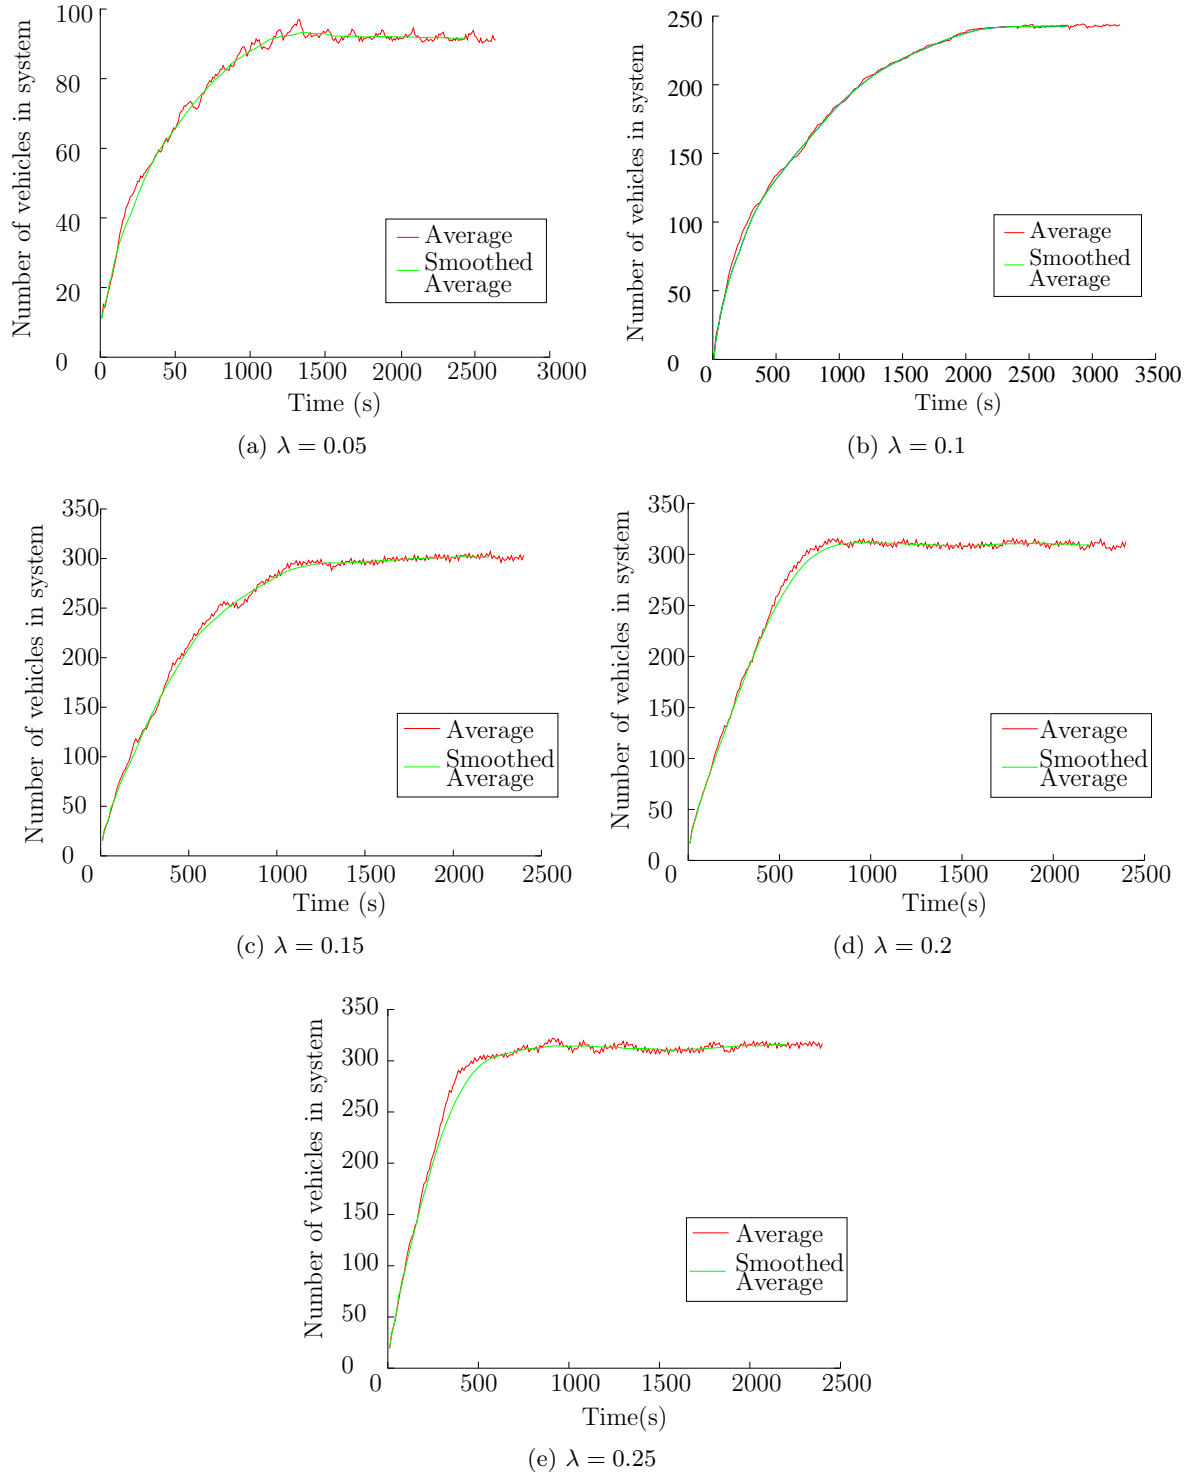 100
80
60
40
20
0
Number of vehicles in system
0
50
1000
1500
2000
2500
3000
Time (s)
Average
Smoothed
Average
(a) λ = 0.05
250
200
150
100
50
0
Number of vehicles in system
0
500
1000
1500
2000
2500
3000
3500
Time (s)
Average
Smoothed
Average
(b) λ = 0.1
350
300
250
200
150
100
50
0
Number of vehicles in system
0
500
1000
1500
2000
2500
Time (s)
Average
Smoothed
Average
(c) λ = 0.15
350
300
250
200
150
100
50
0
Number of vehicles in system
0
500
1000
1500
2000
2500
Time(s)
Average
Smoothed
Average
(d) λ = 0.2
350
300
250
200
150
100
50
0
Number of vehicles in system
0
500
1000
1500
2000
2500
Time(s)
Average
Smoothed
Average
(e) λ = 0.25